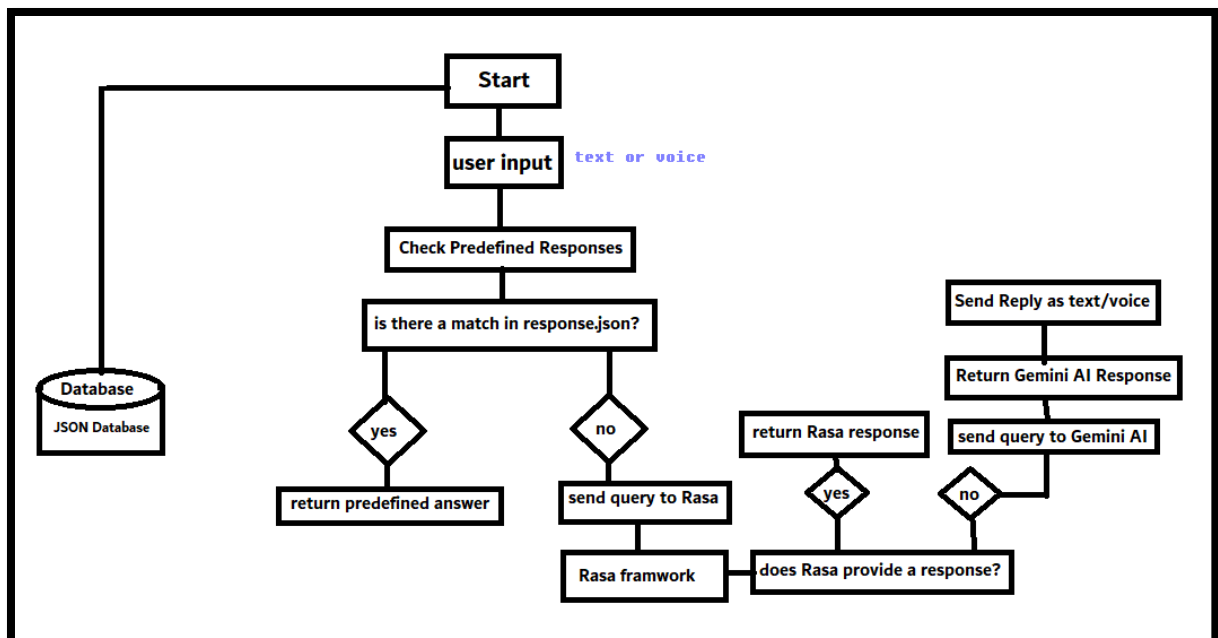 Start
user input
text or voice
Check Predefined Responses
is there a match in response.json?
yes
no
return predefined answer
send query to Rasa
Rasa framwork
does Rasa provide a response?
yes
no
return Rasa response
send query to Gemini AI
Return Gemini AI Response
Send Reply as text/voice
Database
JSON Database